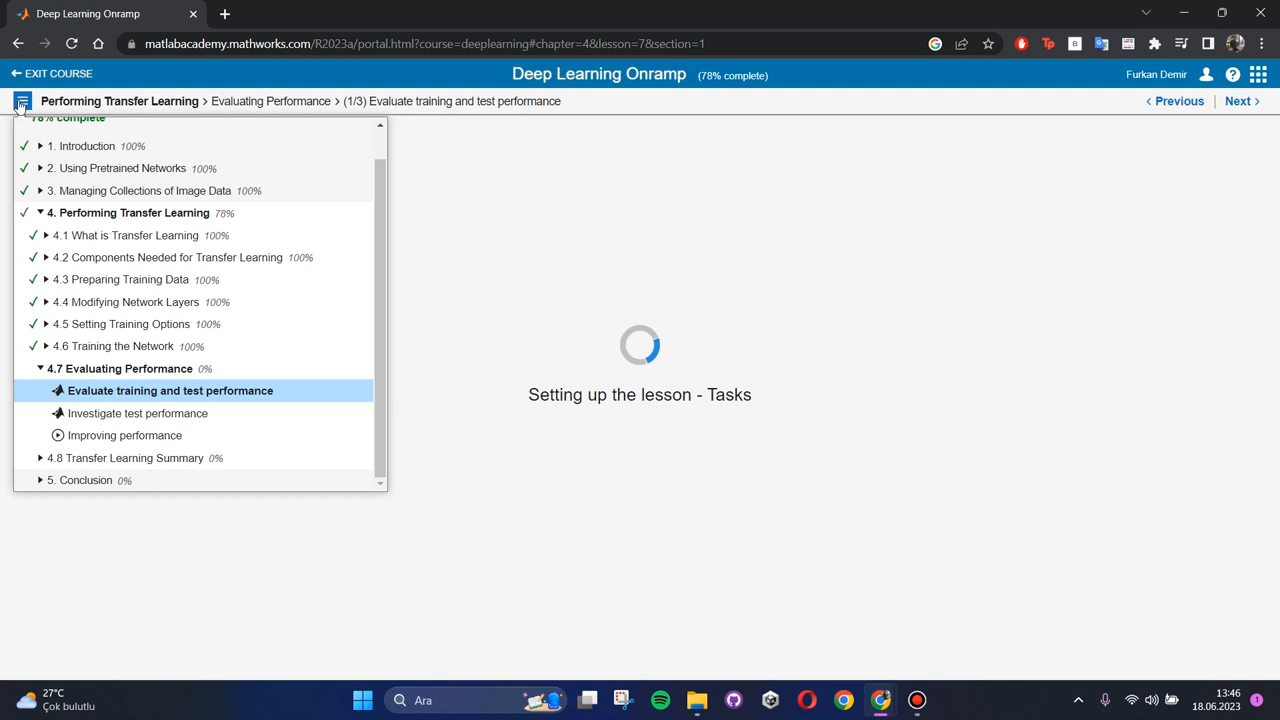 Deep Learning Onramp
matlabacademy.mathworks.com/R2023a/portal.html?course=deeplearning#chapter=4&lesson=7&section=1
EXIT COURSE
Deep Learning Onramp (78% complete)
Furkan Demir
Performing Transfer Learning > Evaluating Performance > (1/3) Evaluate training and test performance
< Previous | Next >
78% complete
1. Introduction 100%
2. Using Pretrained Networks 100%
3. Managing Collections of Image Data 100%
4. Performing Transfer Learning 78%
4.1 What is Transfer Learning 100%
4.2 Components Needed for Transfer Learning 100%
4.3 Preparing Training Data 100%
4.4 Modifying Network Layers 100%
4.5 Setting Training Options 100%
4.6 Training the Network 100%
4.7 Evaluating Performance 0%
Evaluate training and test performance
Investigate test performance
Improving performance
4.8 Transfer Learning Summary 0%
5. Conclusion 0%
Setting up the lesson - Tasks
27°C
Çok bulutlu
Ara
13:46
18.06.2023
1